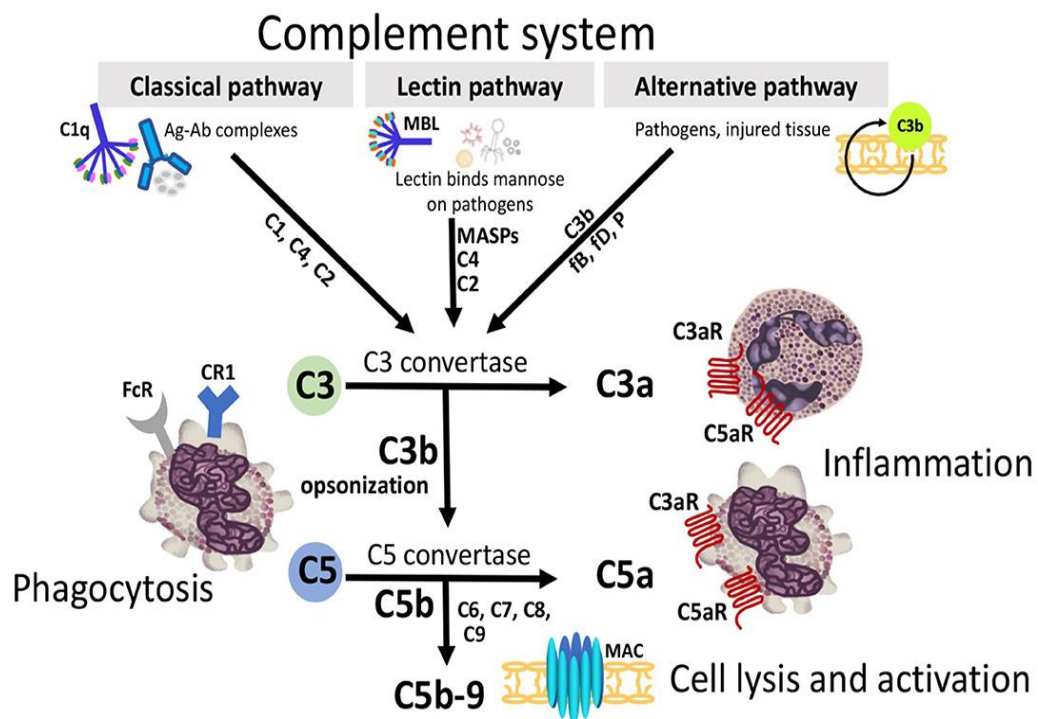 Complement system
Classical pathway
Lectin pathway
Alternative pathway
C1q
Ag-Ab complexes
MBL
Lectin binds mannose
on pathogens
Pathogens, injured tissue
C3b
C1, C4, C2
MASPs
C4
C2
C3b
fB, fD, P
FcR
CR1
Phagocytosis
C3
C3 convertase
C3a
C3b
opsonization
C3aR
C5aR
Inflammation
C3aR
C5aR
C5
C5 convertase
C5a
C5b
C6, C7, C8,
C9
C5b-9
MAC
Cell lysis and activation